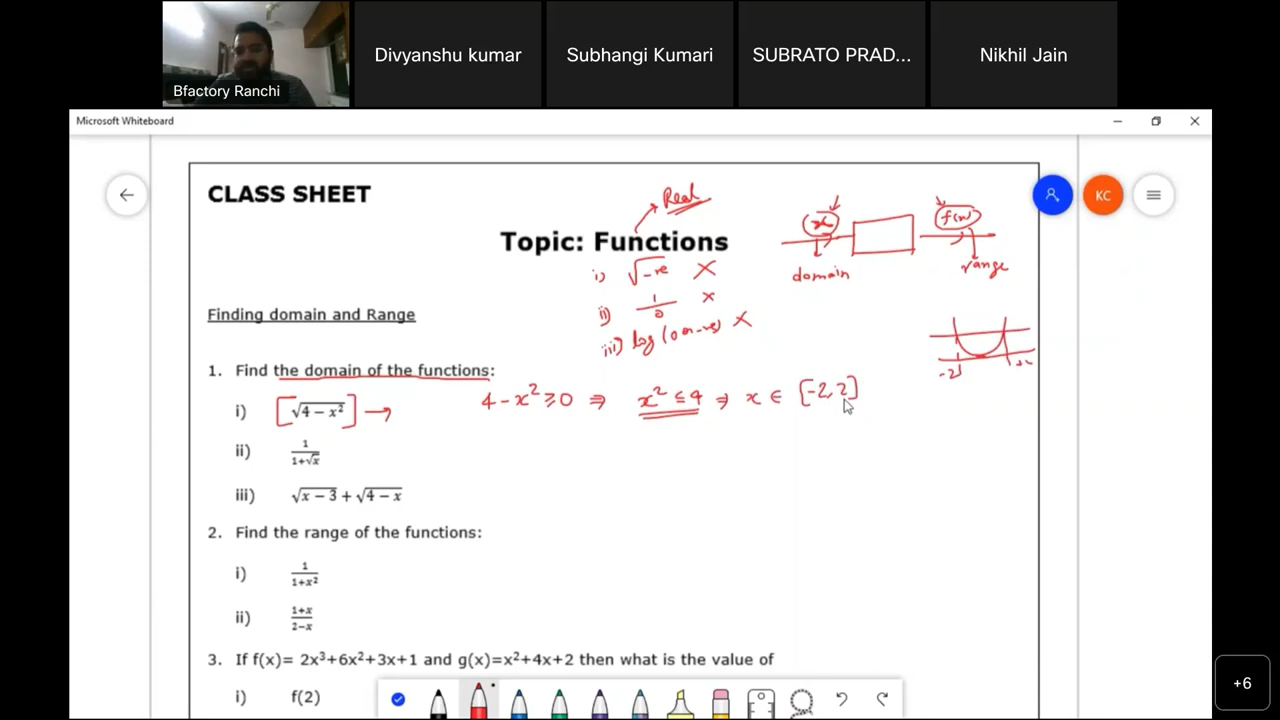 Divyanshu kumar
Subhangi Kumari
SUBRATO PRAD...
Nikhil Jain
Bfactory Ranchi
Microsoft Whiteboard
CLASS SHEET
Real
x
f(x)
KC
Topic: Functions
domain
range
i) √-ve ×
ii) 1/0 ×
iii) log (0 or -ve) ×
Finding domain and Range
-2
1. Find the domain of the functions:
i) [√4 − x²] → 4 - x² ≥ 0 ⇒ x² ≤ 4 ⇒ x ∈ [-2, 2]
ii) 1/(1+√x)
iii) √x − 3 + √4 − x
2. Find the range of the functions:
i) 1/(1+x²)
ii) (1+x)/(2−x)
3. If f(x)= 2x³+6x²+3x+1 and g(x)=x²+4x+2 then what is the value of
i) f(2)
+6